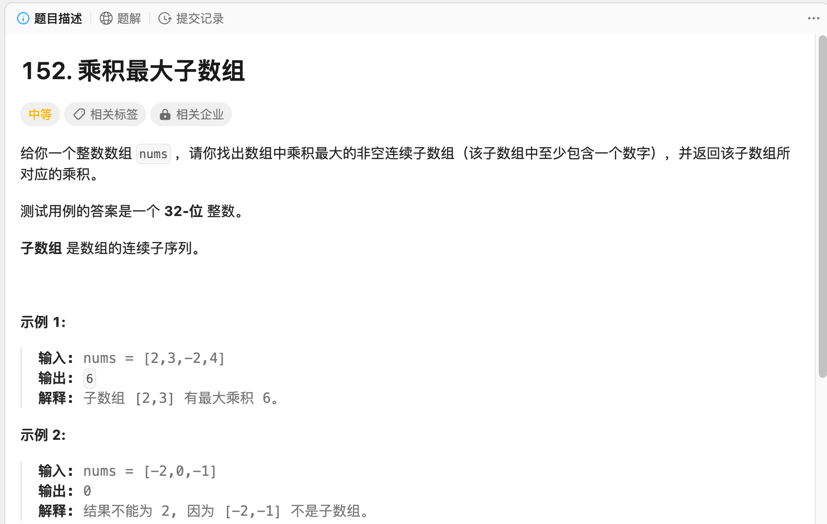 题目描述 题解 提交记录
152. 乘积最大子数组
中等 相关标签 相关企业
给你一个整数数组 nums ，请你找出数组中乘积最大的非空连续子数组（该子数组中至少包含一个数字），并返回该子数组所
对应的乘积。
测试用例的答案是一个 32-位 整数。
子数组 是数组的连续子序列。
示例 1:
输入: nums = [2,3,-2,4]
输出: 6
解释: 子数组 [2,3] 有最大乘积 6。
示例 2:
输入: nums = [-2,0,-1]
输出: 0
解释: 结果不能为 2, 因为 [-2,-1] 不是子数组。